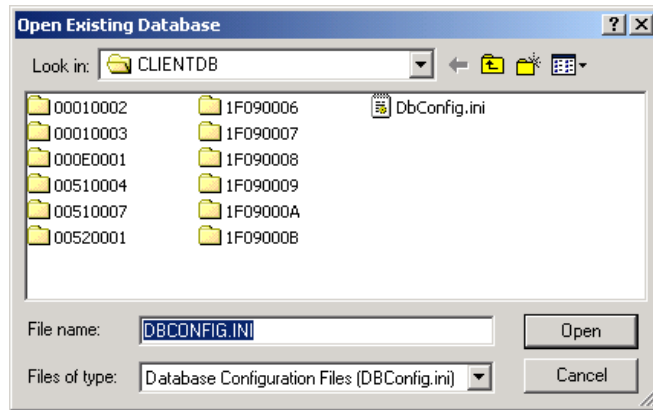 Open Existing Database
Look in: CLIENTDB
00010002 1F090006 DbConfig.ini
00010003 1F090007
000E0001 1F090008
00510004 1F090009
00510007 1F09000A
00520001 1F09000B
File name: DBCONFIG.INI Open
Files of type: Database Configuration Files (DBConfig.ini) Cancel